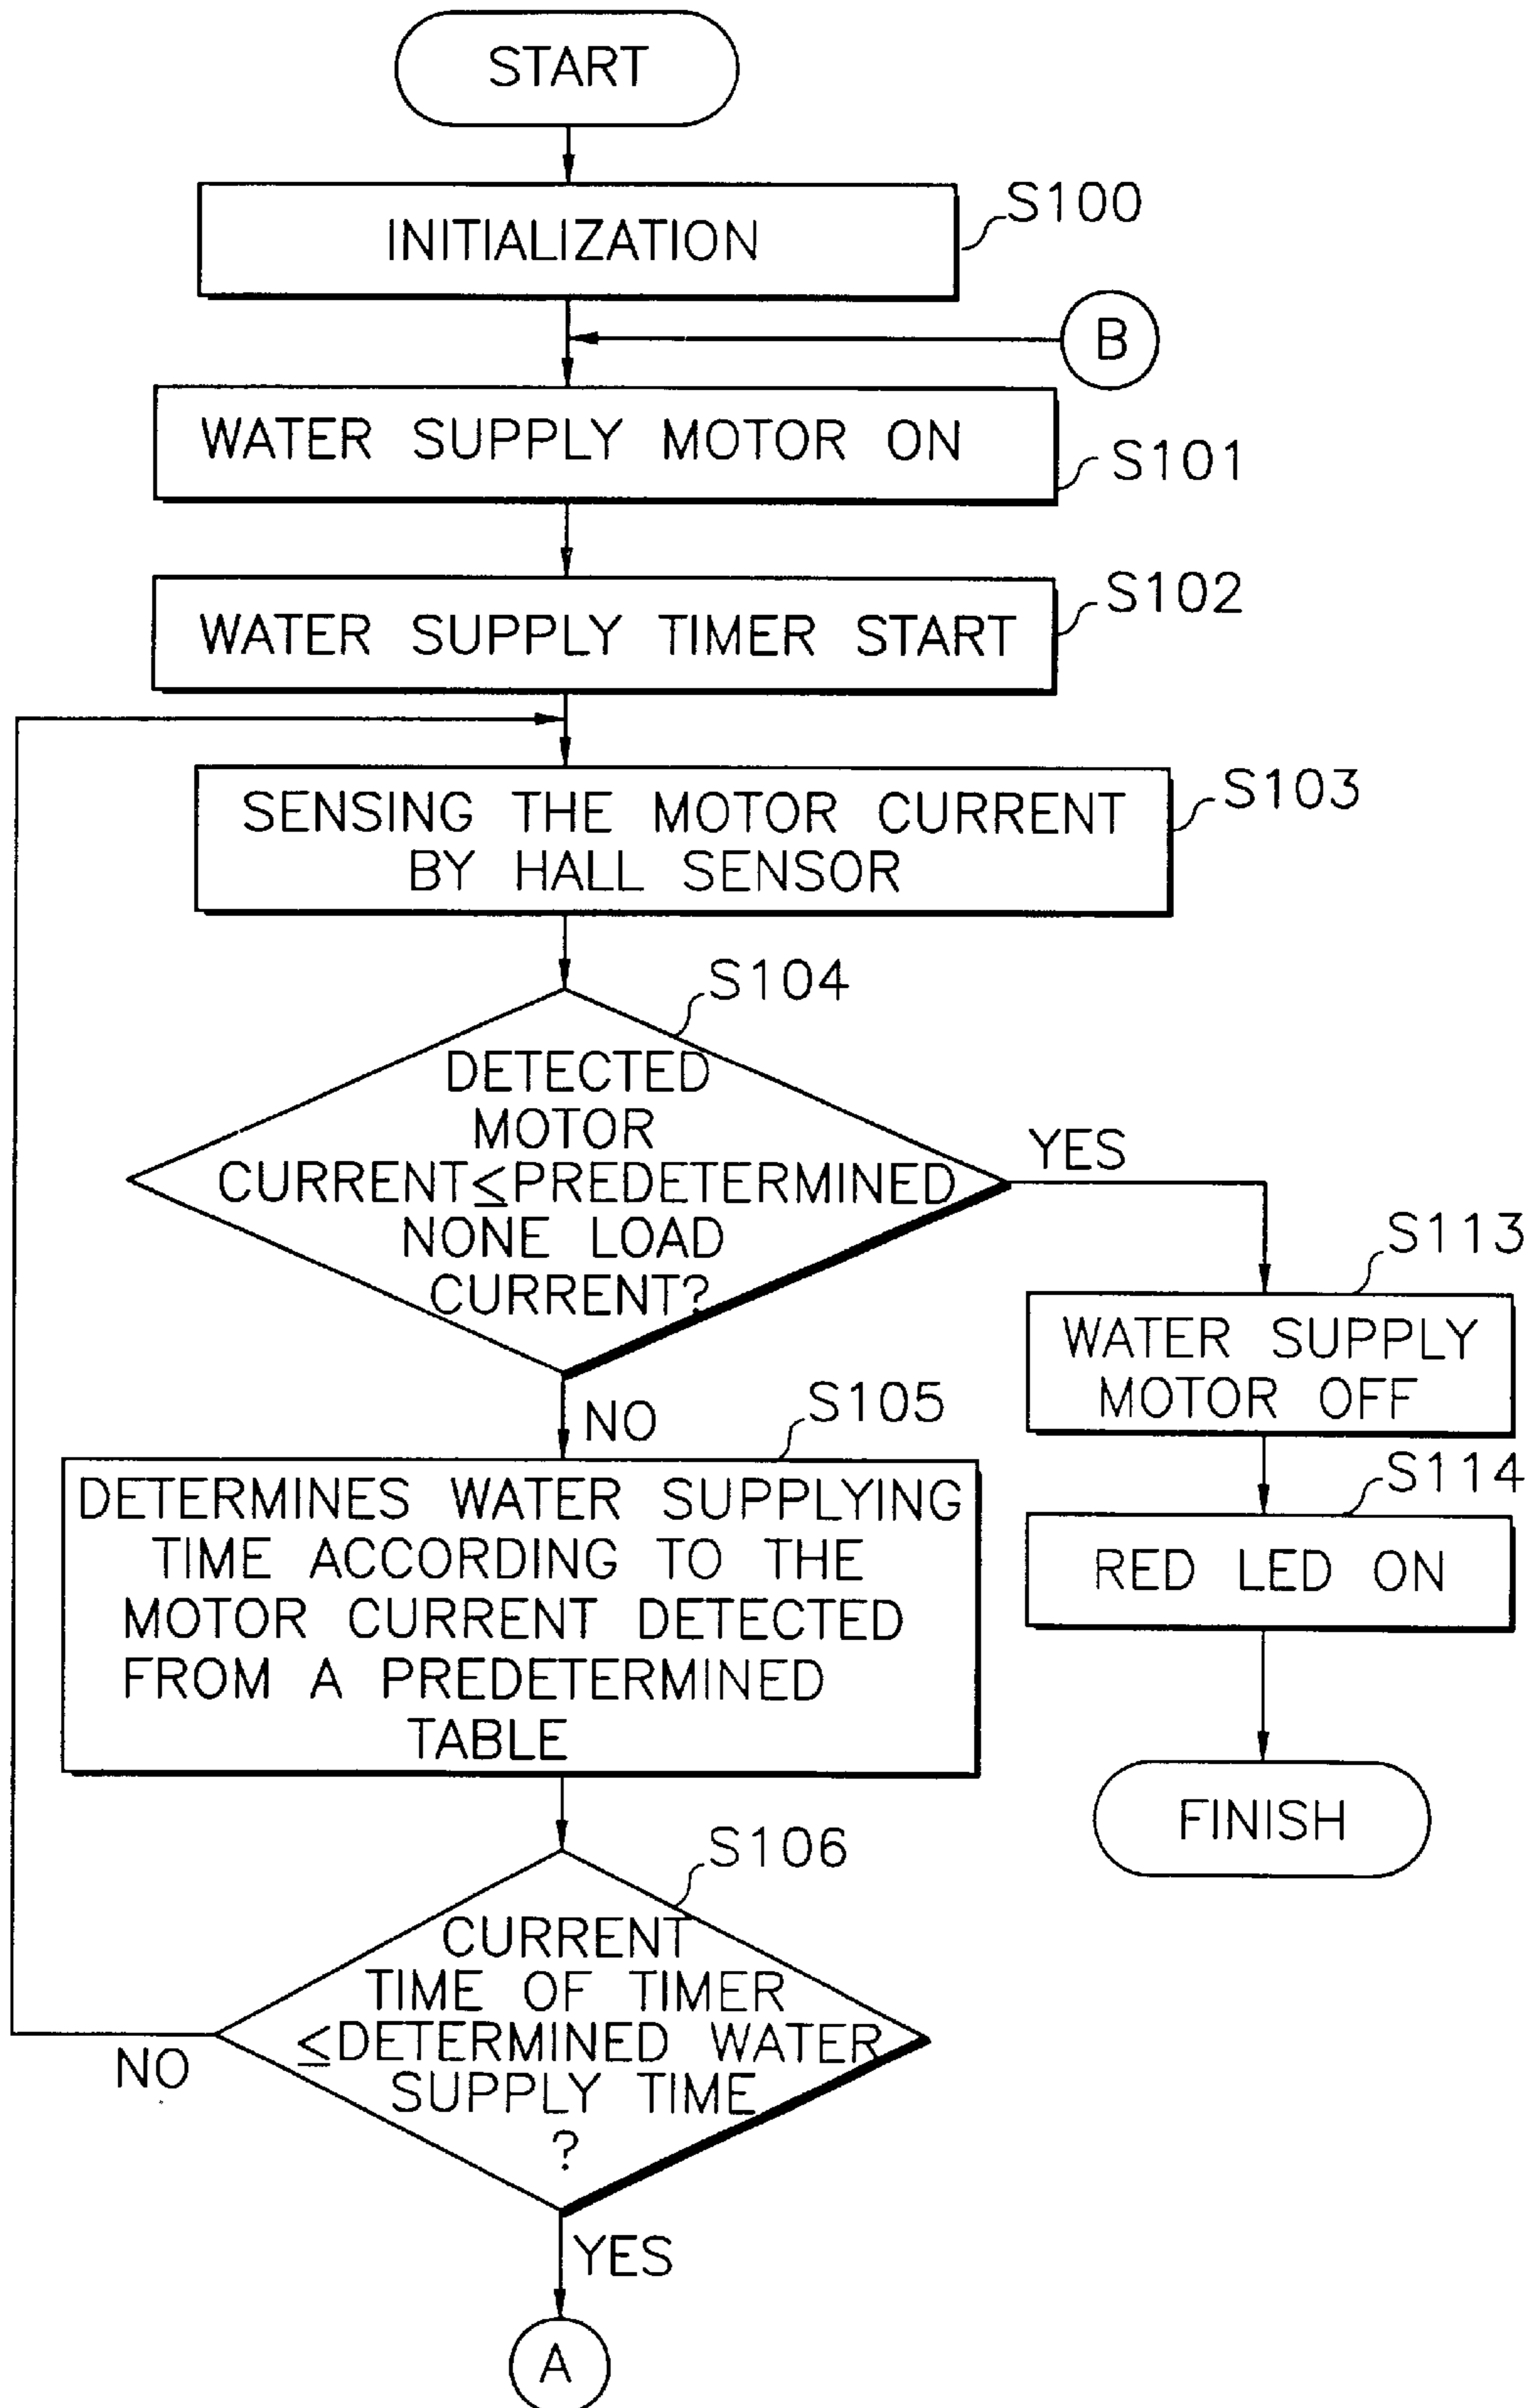 START
INITIALIZATION
S100
B
WATER SUPPLY MOTOR ON
S101
WATER SUPPLY TIMER START
S102
SENSING THE MOTOR CURRENT
BY HALL SENSOR
S103
S104
DETECTED
MOTOR
CURRENT≤PREDETERMINED
NONE LOAD
CURRENT?
YES
S113
WATER SUPPLY
MOTOR OFF
S114
RED LED ON
FINISH
NO
S105
DETERMINES WATER SUPPLYING
TIME ACCORDING TO THE
MOTOR CURRENT DETECTED
FROM A PREDETERMINED
TABLE
S106
CURRENT
TIME OF TIMER
≤DETERMINED WATER
SUPPLY TIME
?
NO
YES
A